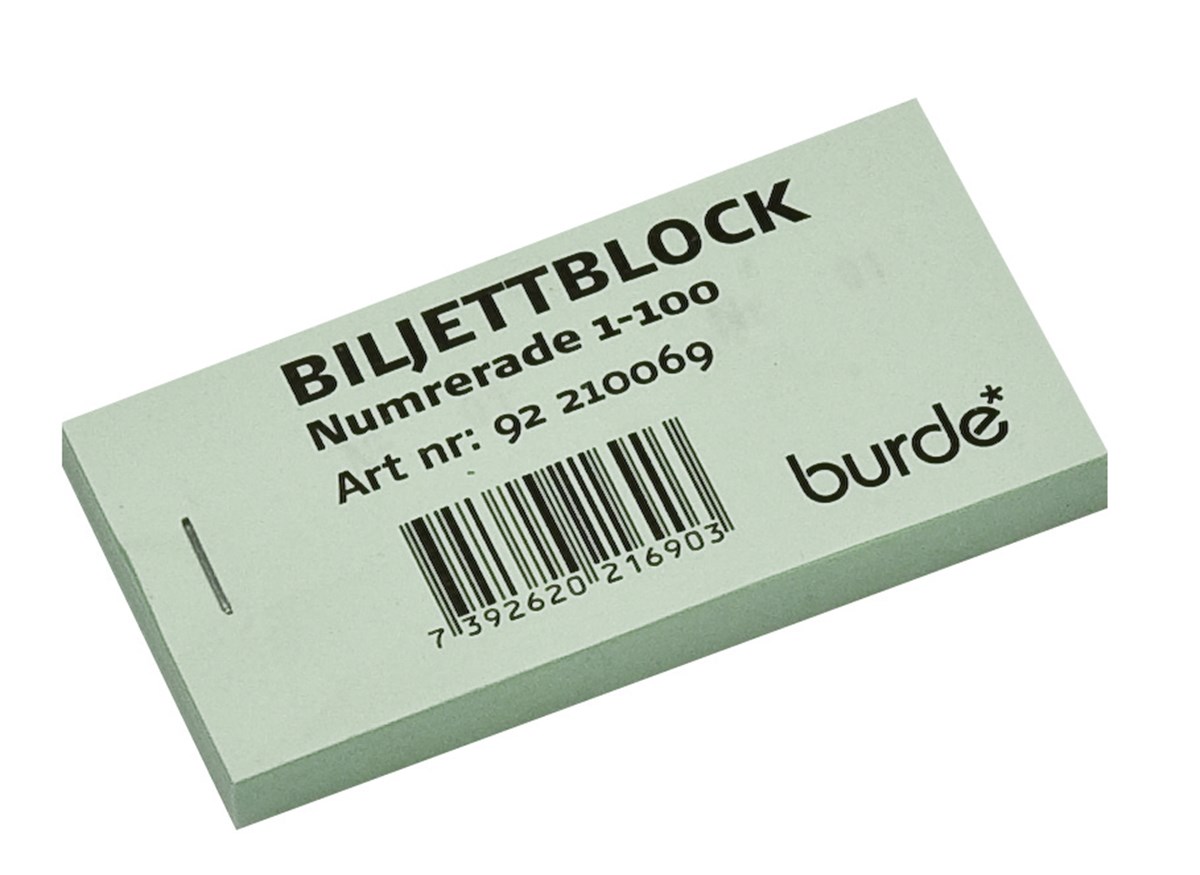 BILJETTBLOCK
Numrerade 1-100
Art nr: 92 210069
7 392620 216903
burde*